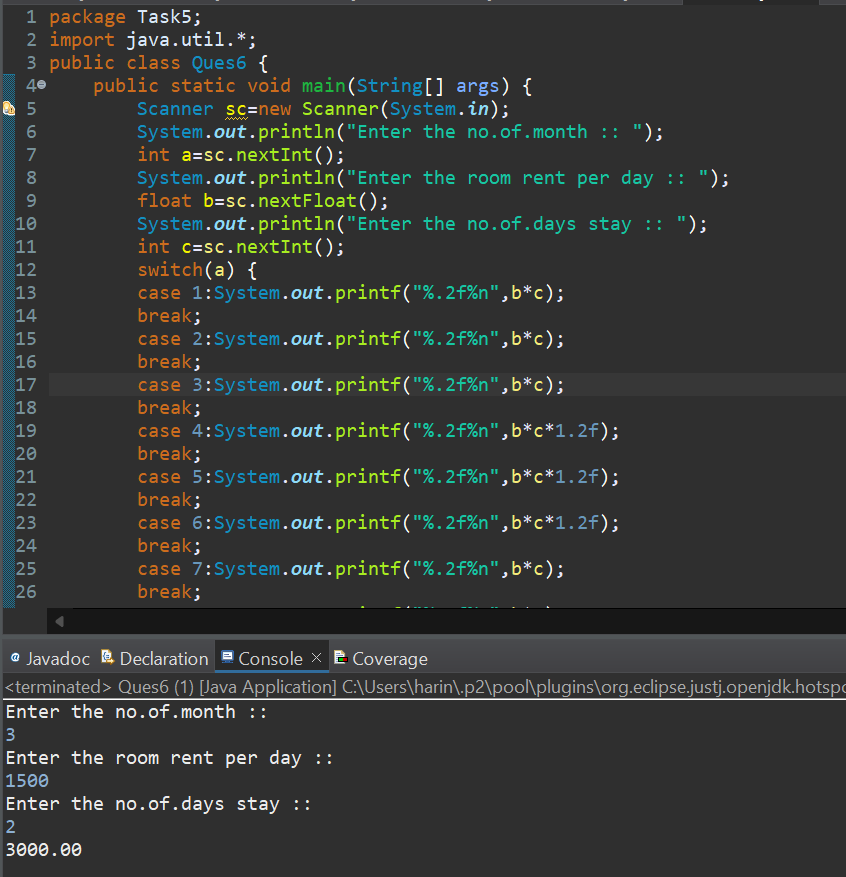 1 package Task5;
2 import java.util.*;
3 public class Ques6 {
4 public static void main(String[] args) {
5 Scanner sc=new Scanner(System.in);
6 System.out.println("Enter the no.of.month :: ");
7 int a=sc.nextInt();
8 System.out.println("Enter the room rent per day :: ");
9 float b=sc.nextFloat();
10 System.out.println("Enter the no.of.days stay :: ");
11 int c=sc.nextInt();
12 switch(a) {
13 case 1:System.out.printf("%.2f%n",b*c);
14 break;
15 case 2:System.out.printf("%.2f%n",b*c);
16 break;
17 case 3:System.out.printf("%.2f%n",b*c);
18 break;
19 case 4:System.out.printf("%.2f%n",b*c*1.2f);
20 break;
21 case 5:System.out.printf("%.2f%n",b*c*1.2f);
22 break;
23 case 6:System.out.printf("%.2f%n",b*c*1.2f);
24 break;
25 case 7:System.out.printf("%.2f%n",b*c);
26 break;
@ Javadoc Declaration Console × Coverage
<terminated> Ques6 (1) [Java Application] C:\Users\harin\.p2\pool\plugins\org.eclipse.justj.openjdk.hotspo
Enter the no.of.month ::
3
Enter the room rent per day ::
1500
Enter the no.of.days stay ::
2
3000.00